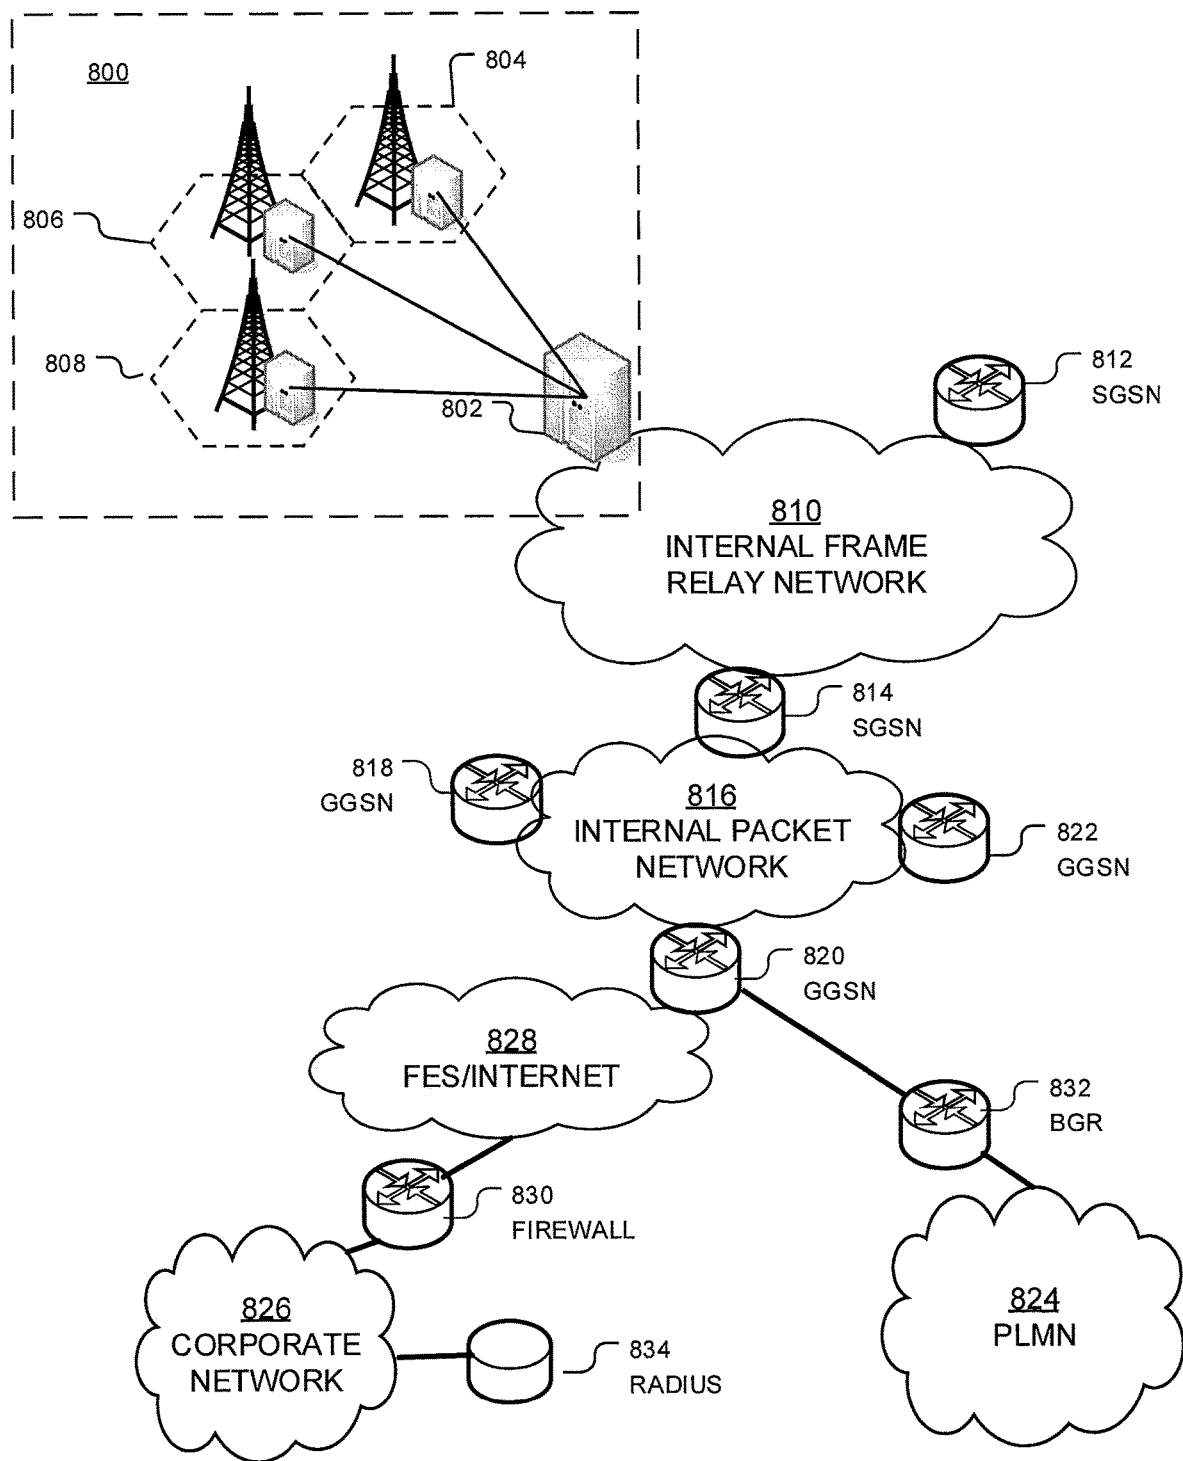 800
804
806
808
802
812
SGSN
810
INTERNAL FRAME
RELAY NETWORK
814
SGSN
818
GGSN
816
INTERNAL PACKET
NETWORK
822
GGSN
820
GGSN
828
FES/INTERNET
832
BGR
830
FIREWALL
826
CORPORATE
NETWORK
834
RADIUS
824
PLMN